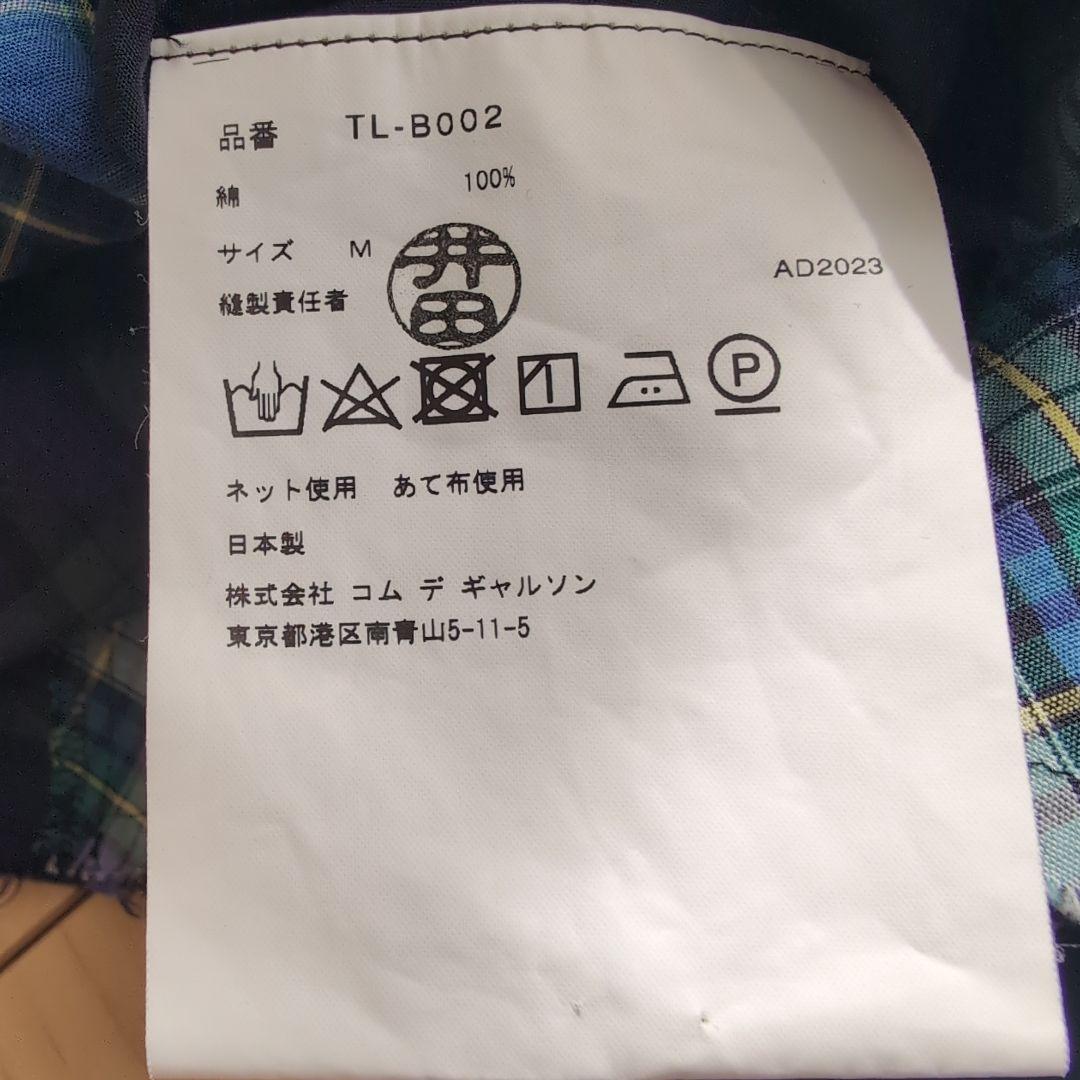 品番 TL-B002
綿 100%
サイズ M
井田
AD2023
縫製責任者
P
ネット使用 あて布使用
日本製
株式会社 コム デ ギャルソン
東京都港区南青山5-11-5